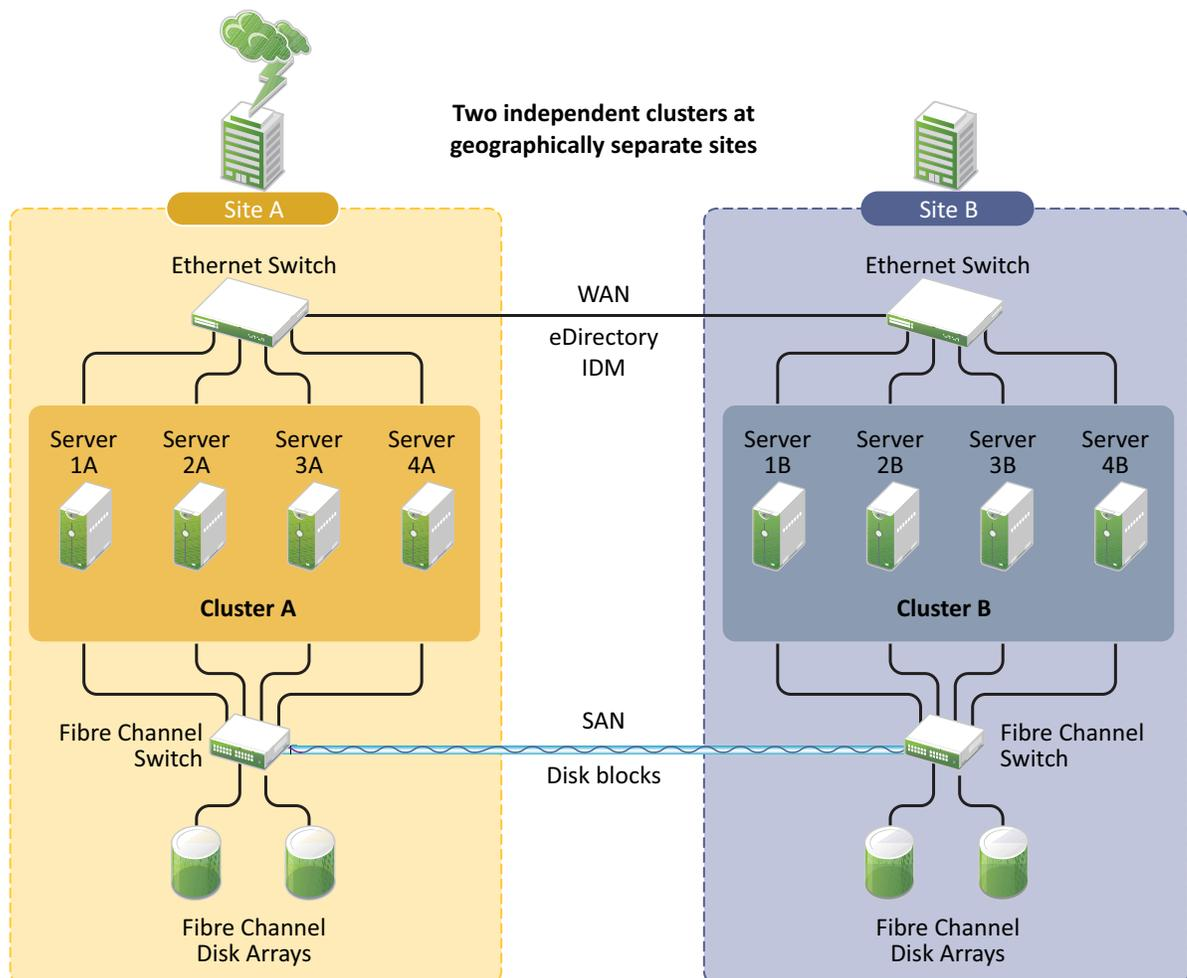 Two independent clusters at
geographically separate sites
Site A
Site B
Ethernet Switch
Ethernet Switch
WAN
eDirectory
IDM
Server
1A
Server
2A
Server
3A
Server
4A
Cluster A
Server
1B
Server
2B
Server
3B
Server
4B
Cluster B
Fibre Channel
Switch
SAN
Disk blocks
Fibre Channel
Switch
Fibre Channel
Disk Arrays
Fibre Channel
Disk Arrays